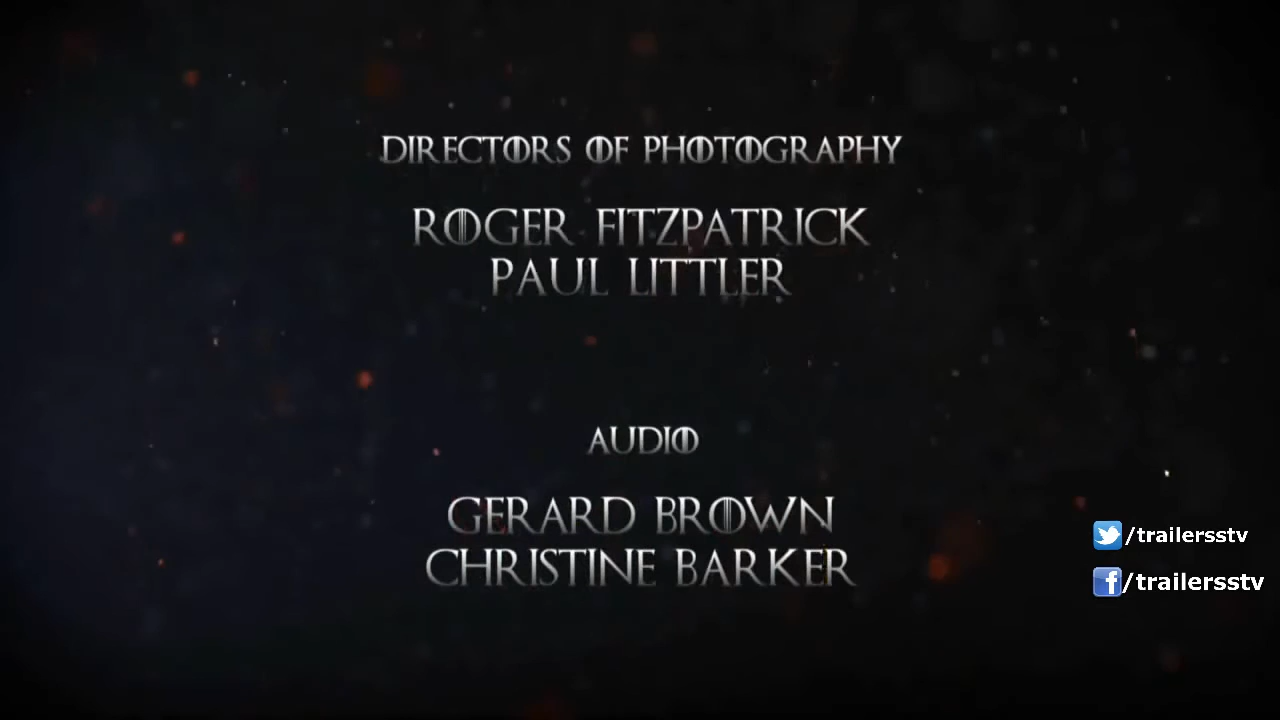 DIRECTORS OF PHOTOGRAPHY
ROGER FITZPATRICK
PAUL LITTLER
AUDIO
GERARD BROWN
CHRISTINE BARKER
/trailersstv
/trailersstv